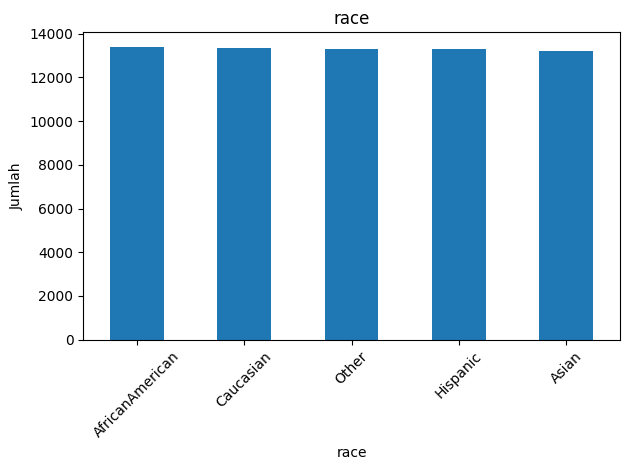 race
14000
12000
10000
8000
6000
4000
2000
0
Jumlah
AfricanAmerican
Caucasian
Other
Hispanic
Asian
race